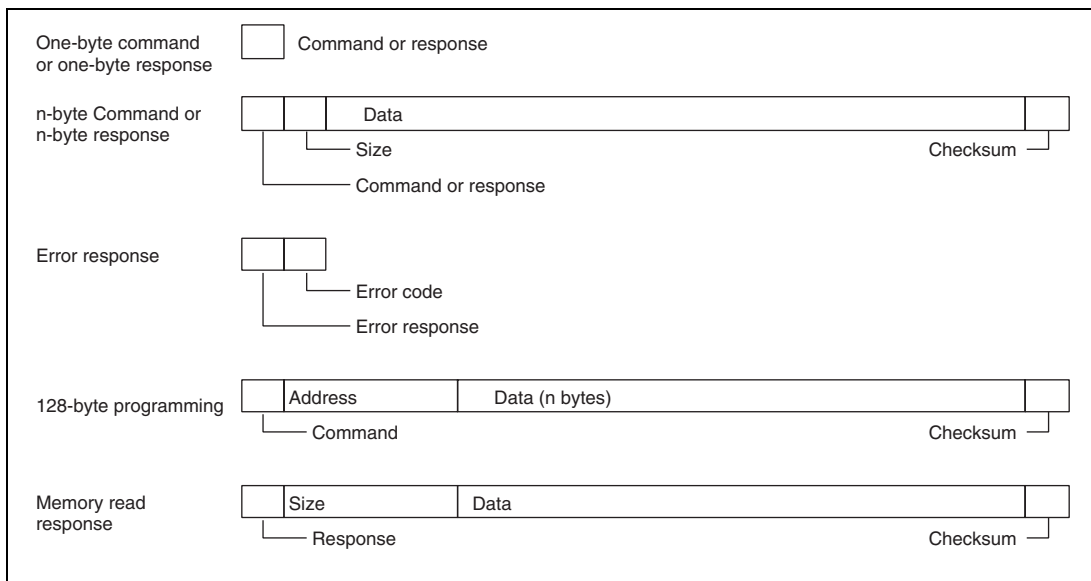 One-byte command
or one-byte response
Command or response
n-byte Command or
n-byte response
Data
Size
Checksum
Command or response
Error response
Error code
Error response
128-byte programming
Address
Data (n bytes)
Command
Checksum
Memory read
response
Size
Data
Response
Checksum